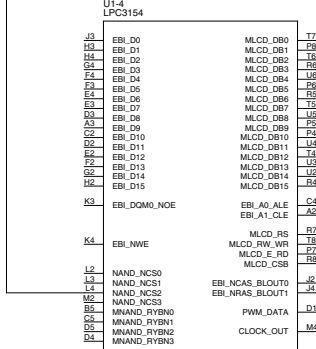 U1-4
LPC3154
J3 EBI_D0 MLCD_DB0 T7
H3 EBI_D1 MLCD_DB1 P8
H4 EBI_D2 MLCD_DB2 T6
G4 EBI_D3 MLCD_DB3 R6
F4 EBI_D4 MLCD_DB4 U6
F3 EBI_D5 MLCD_DB5 P6
E4 EBI_D6 MLCD_DB6 R5
E3 EBI_D7 MLCD_DB7 T5
D3 EBI_D8 MLCD_DB8 U5
A3 EBI_D9 MLCD_DB9 P5
C2 EBI_D10 MLCD_DB10 P4
D2 EBI_D11 MLCD_DB11 U4
E2 EBI_D12 MLCD_DB12 T4
F2 EBI_D13 MLCD_DB13 U3
G2 EBI_D14 MLCD_DB14 U2
H2 EBI_D15 MLCD_DB15 R4
K3 EBI_DQM0_NOE EBI_A0_ALE C4
EBI_A1_CLE A2
MLCD_RS R7
K4 EBI_NWE MLCD_RW_WR T8
MLCD_E_RD P7
MLCD_CSB R8
L2 NAND_NCS0
L3 NAND_NCS1 EBI_NCAS_BLOUT0 J2
L4 NAND_NCS2 EBI_NRAS_BLOUT1 J4
M2 NAND_NCS3
B5 MNAND_RYBN0 PWM_DATA D1
C5 MNAND_RYBN1
D5 MNAND_RYBN2 CLOCK_OUT M4
D4 MNAND_RYBN3